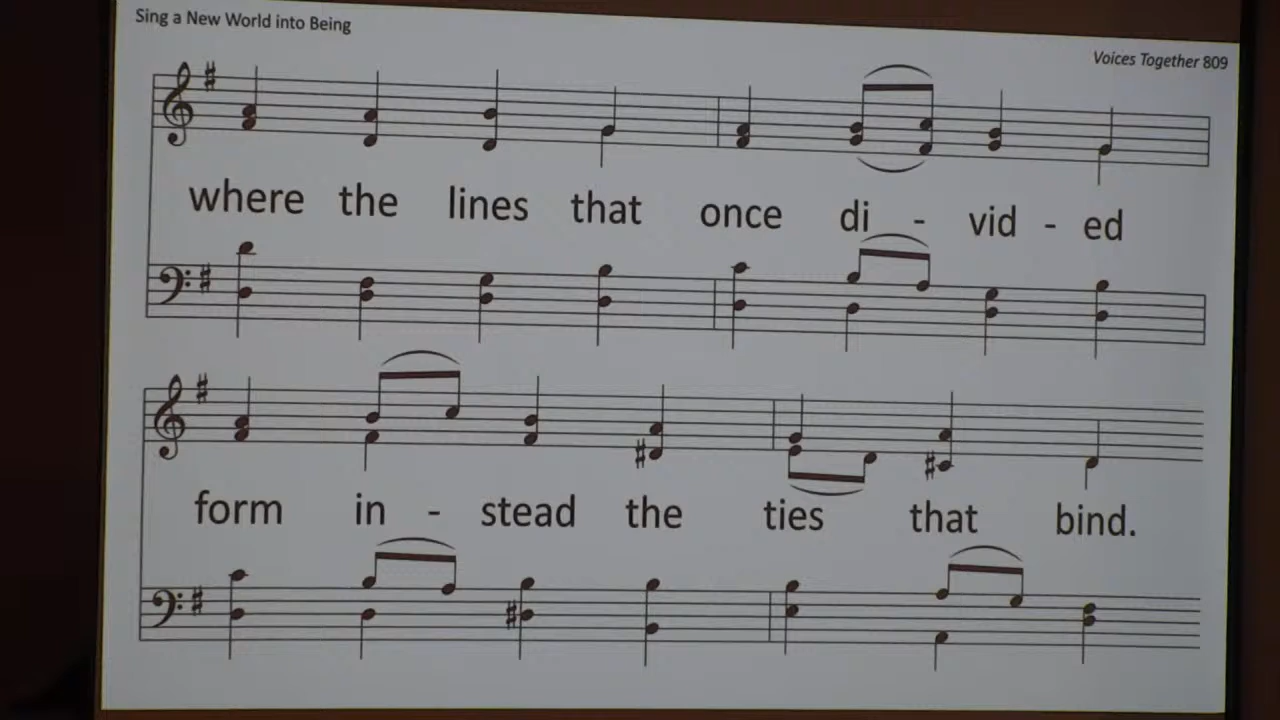 Sing a New World into Being
Voices Together 809
where the lines that once di - vid - ed
form in - stead the ties that bind.